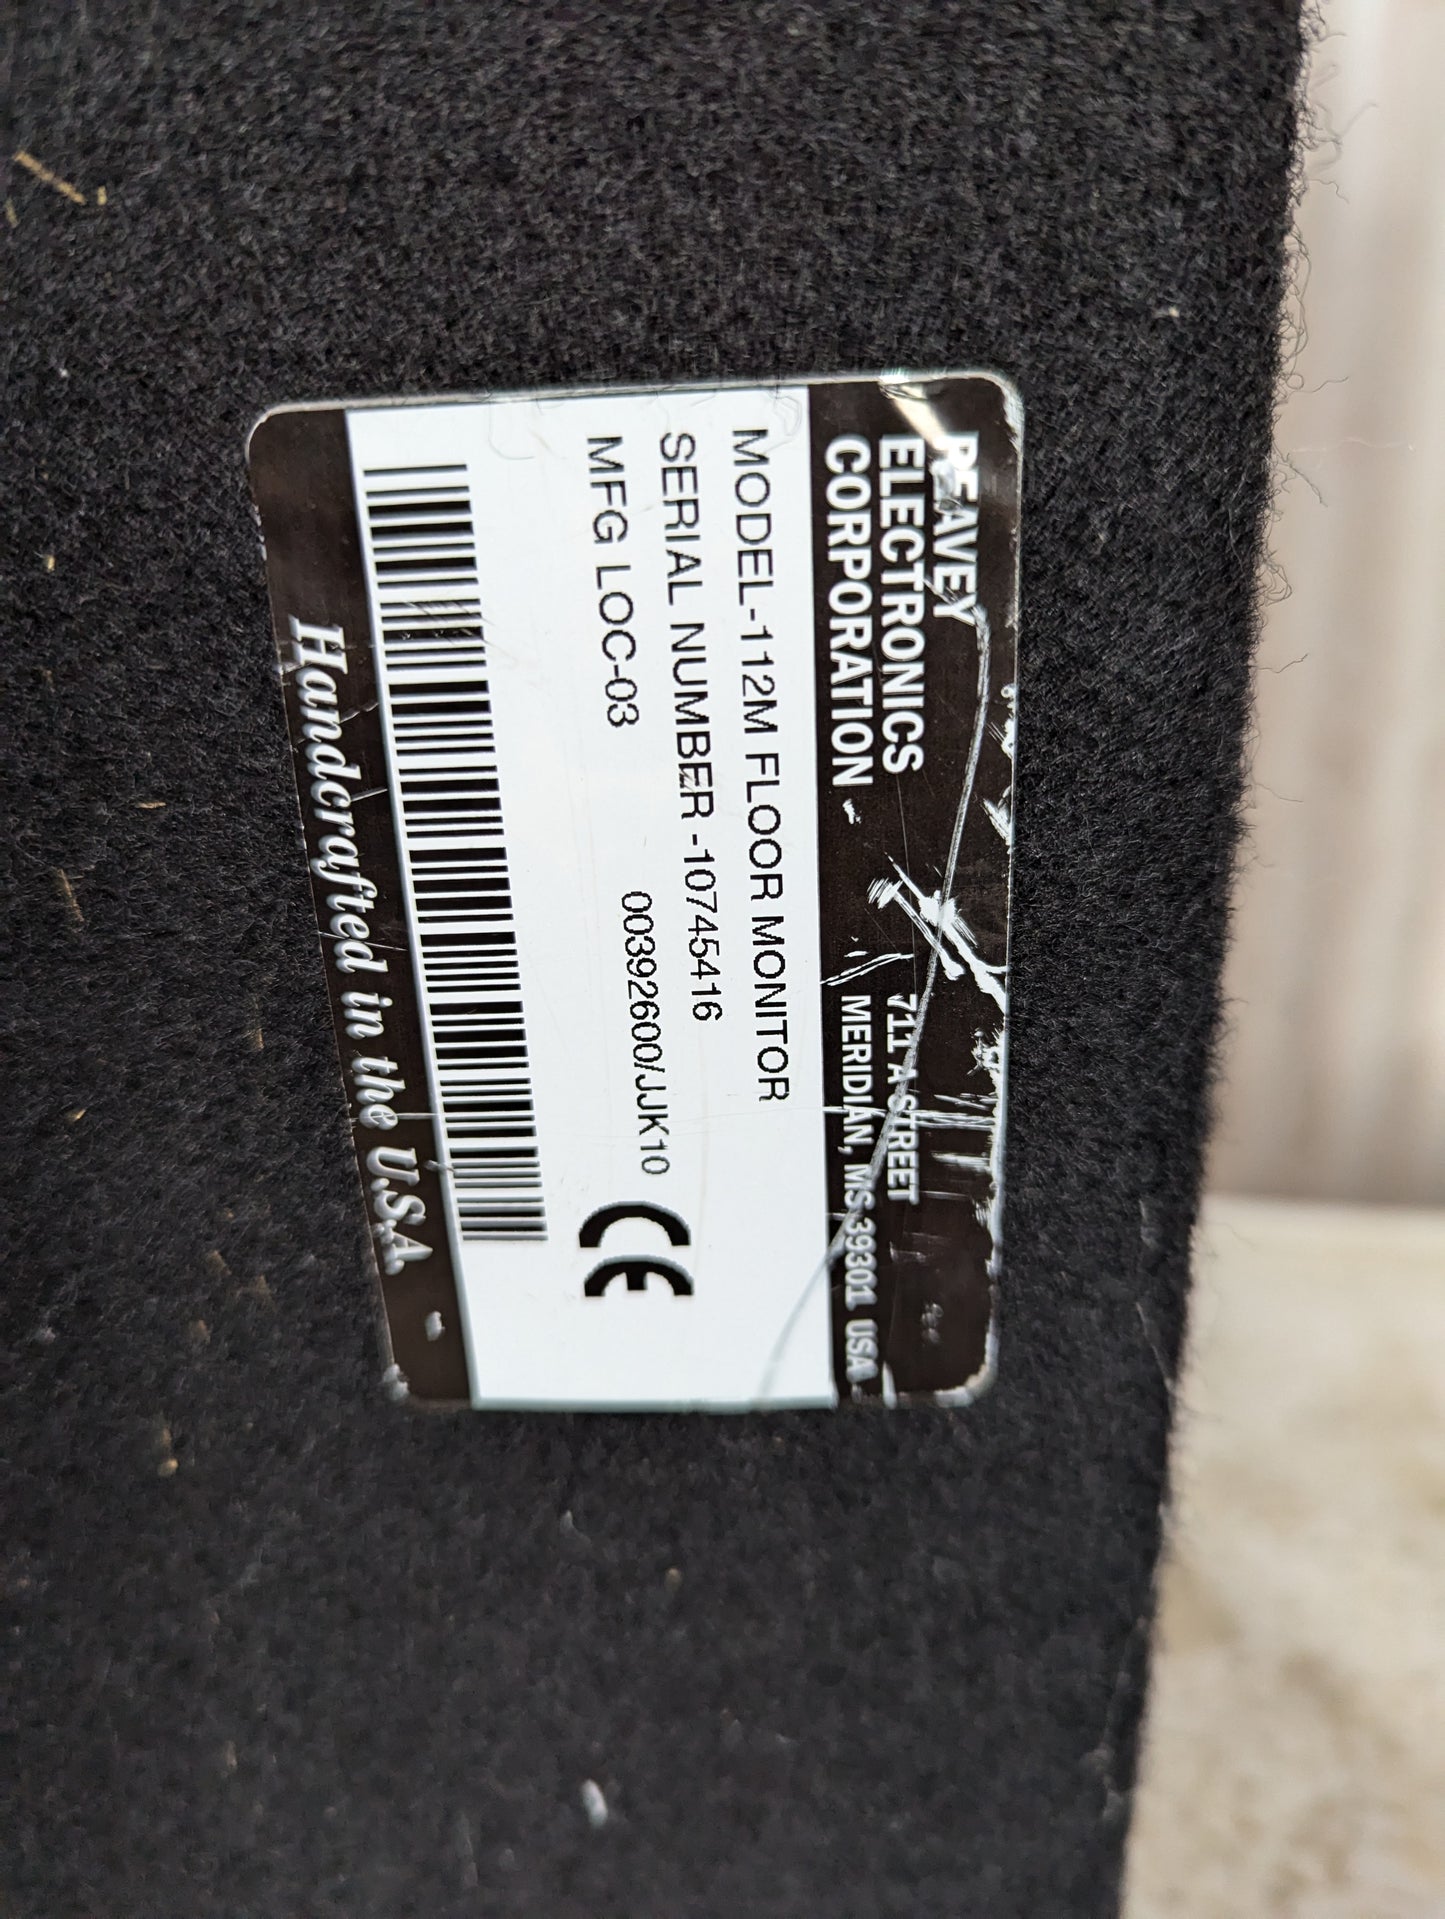 PEAVEY
ELECTRONICS
CORPORATION
711 A STREET
MERIDIAN, MS 39301 USA
MODEL-112M FLOOR MONITOR
SERIAL NUMBER -10745416
MFG LOC-03
00392600/JJK10
CE
Handcrafted in the U.S.A.